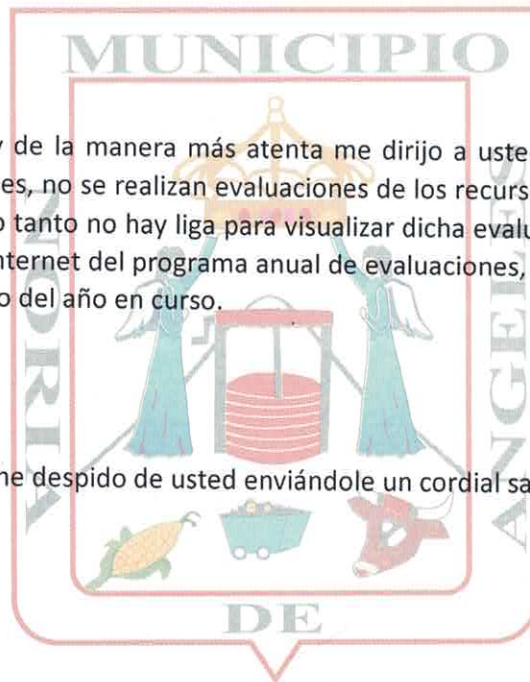 MUNICIPIO
de la manera más atenta me dirijo a uste
es, no se realizan evaluaciones de los recurs
o tanto no hay liga para visualizar dicha evalu
nternet del programa anual de evaluaciones,
o del año en curso.
NORIA
ANGELES
ne despido de usted enviándole un cordial sa
DE